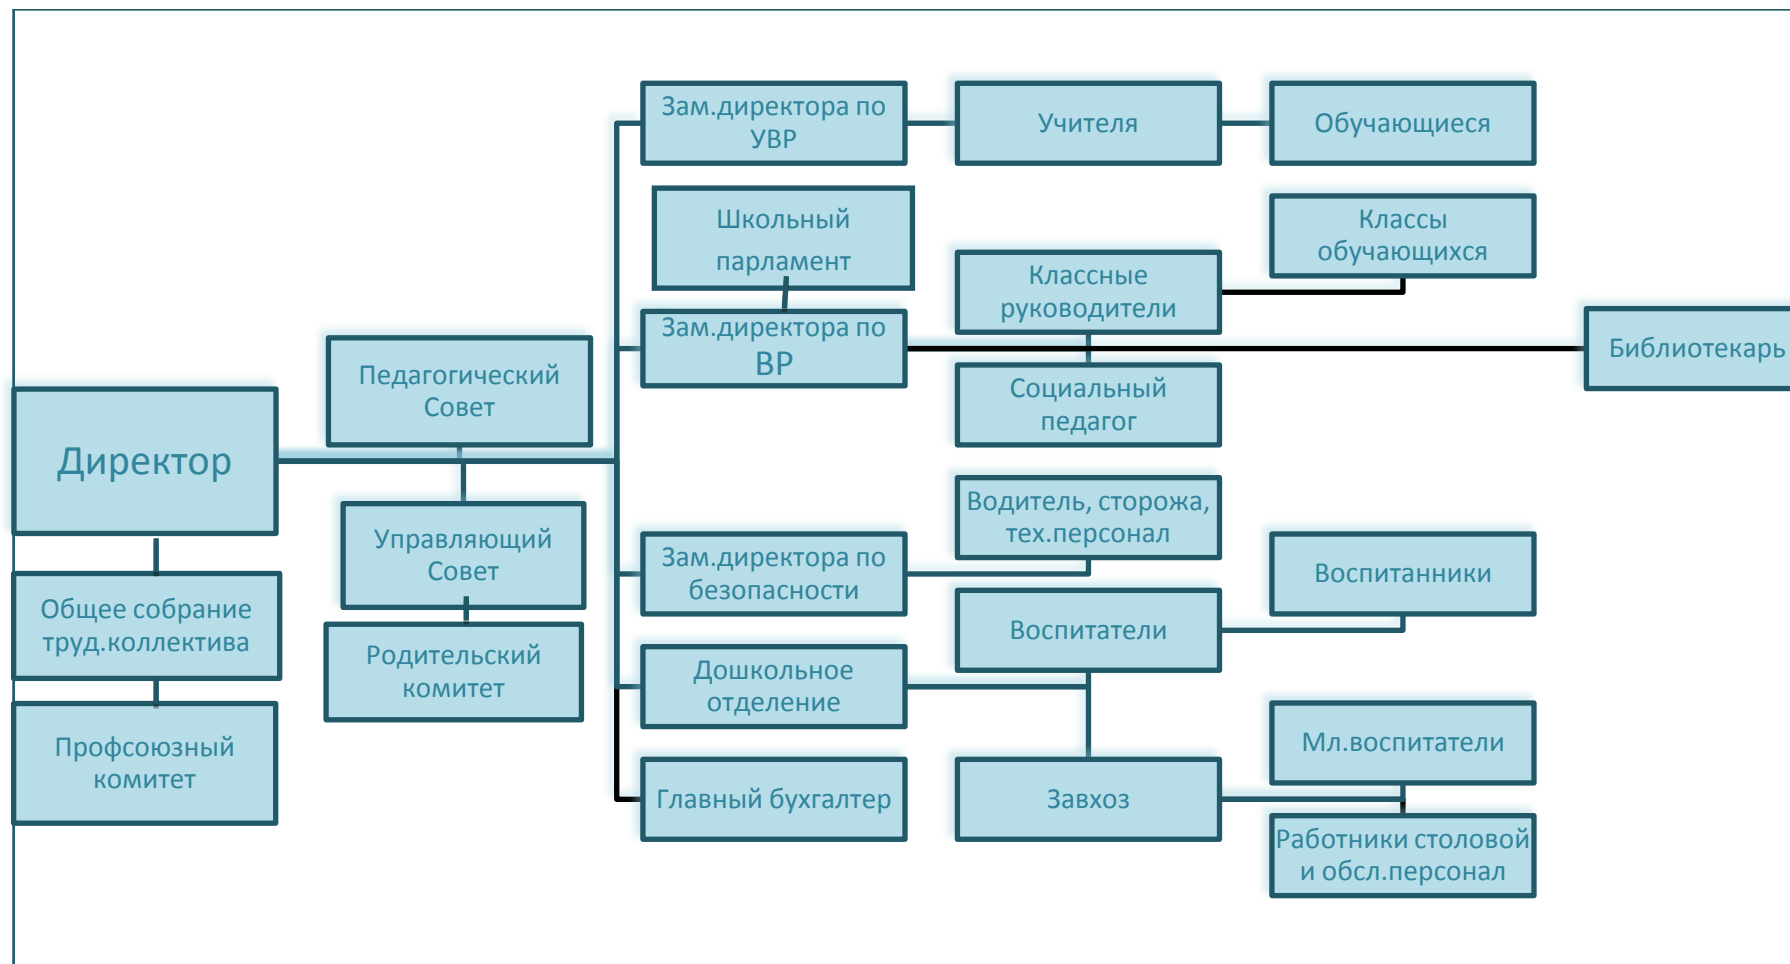 Директор
Общее собрание
труд.коллектива
Профсоюзный
комитет
Педагогический
Совет
Управляющий
Совет
Родительский
комитет
Зам.директора по
УВР
Школьный
парламент
Зам.директора по
ВР
Зам.директора по
безопасности
Дошкольное
отделение
Главный бухгалтер
Учителя
Классные
руководители
Социальный
педагог
Водитель, сторожа,
тех.персонал
Воспитатели
Завхоз
Обучающиеся
Классы
обучающихся
Воспитанники
Мл.воспитатели
Работники столовой
и обсл.персонал
Библиотекарь